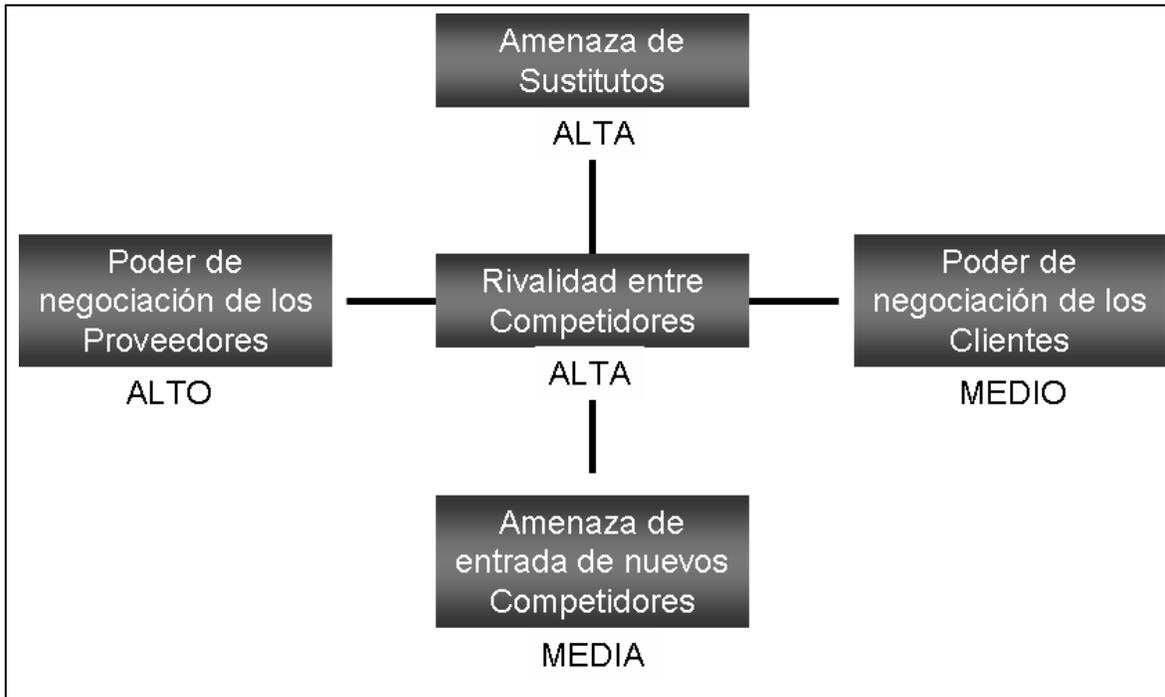 Amenaza de
Sustitutos
ALTA
Poder de
negociación de los
Proveedores
ALTO
Rivalidad entre
Competidores
ALTA
Poder de
negociación de los
Clientes
MEDIO
Amenaza de
entrada de nuevos
Competidores
MEDIA